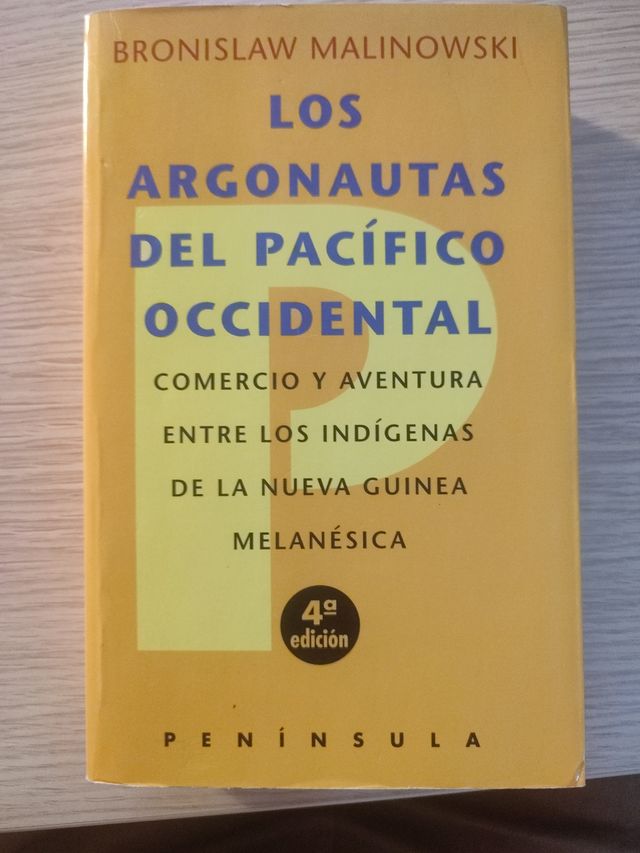 BRONISLAW MALINOWSKI
LOS
ARGONAUTAS
DEL PACÍFICO
OCCIDENTAL
COMERCIO Y AVENTURA
ENTRE LOS INDÍGENAS
DE LA NUEVA GUINEA
MELANÉSICA
4ª
edición
PENÍNSULA